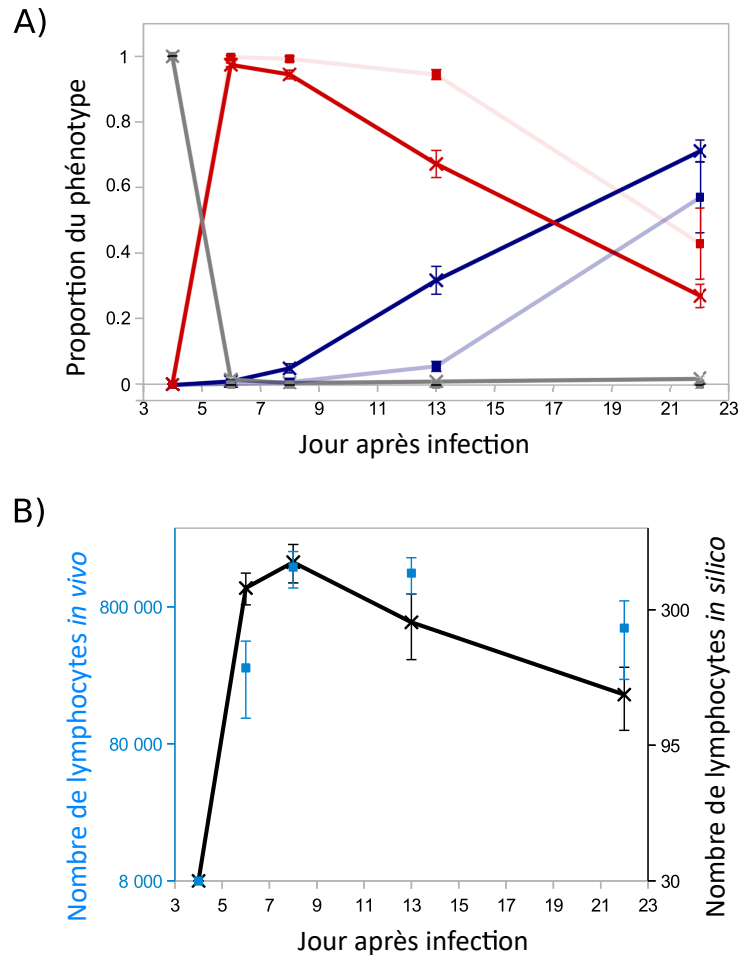 A)
Proportion du phénotype
1
0.8
0.6
0.4
0.2
0
3 5 7 9 11 13 15 17 19 21 23
Jour après infection
B)
Nombre de lymphocytes in vivo
800 000
80 000
8 000
300
95
30
Nombre de lymphocytes in silico
3 5 7 9 11 13 15 17 19 21 23
Jour après infection